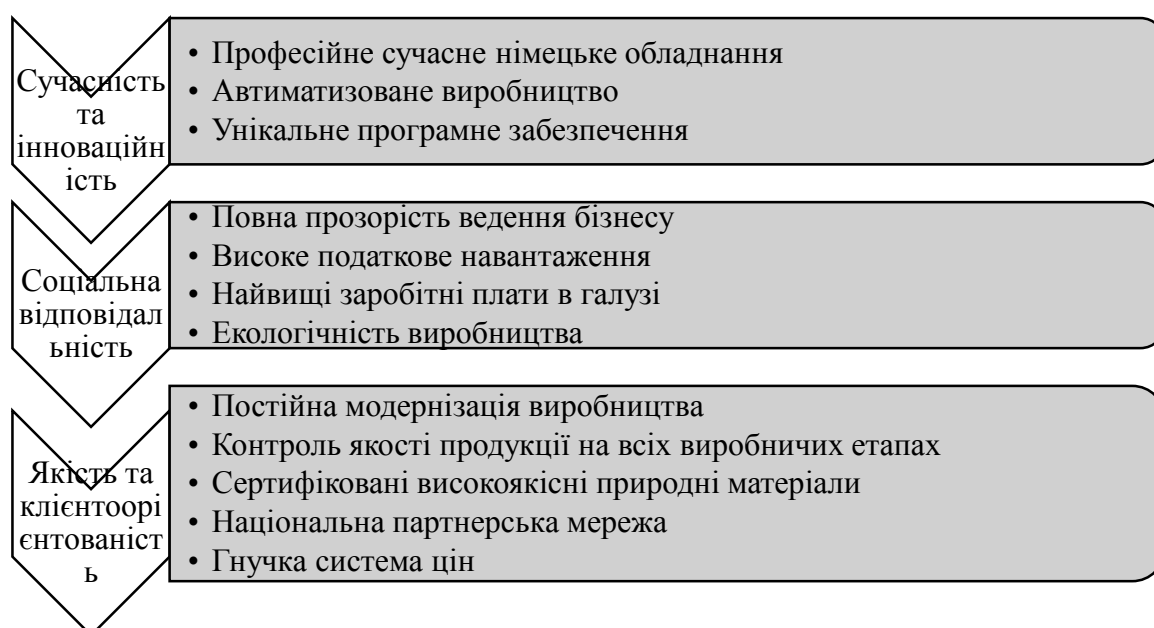 Сучасність
та
інноваційн
ість
• Професійне сучасне німецьке обладнання
• Автиматизоване виробництво
• Унікальне програмне забезпечення
Соціальна
відповідал
ьність
• Повна прозорість ведення бізнесу
• Високе податкове навантаження
• Найвищі заробітні плати в галузі
• Екологічність виробництва
Якість та
клієнтоорі
єнтованіст
ь
• Постійна модернізація виробництва
• Контроль якості продукції на всіх виробничих етапах
• Сертифіковані високоякісні природні матеріали
• Національна партнерська мережа
• Гнучка система цін